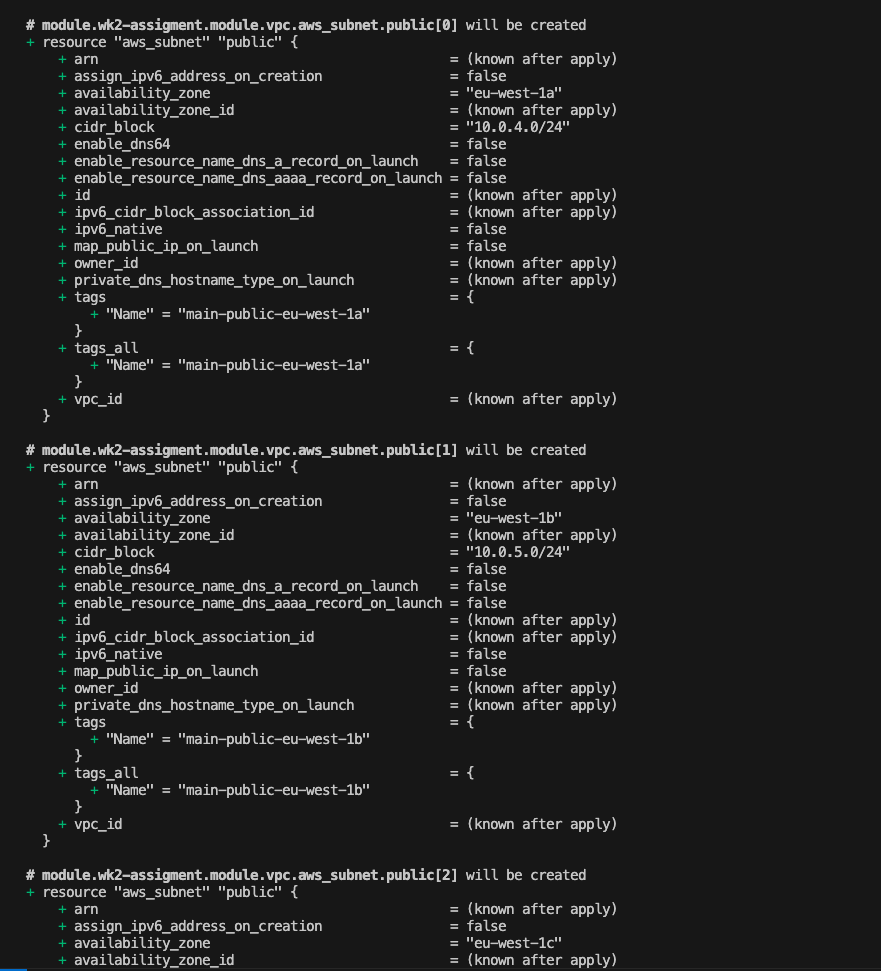 # module.wk2-assigment.module.vpc.aws_subnet.public[0] will be created
+ resource "aws_subnet" "public" {
+ arn = (known after apply)
+ assign_ipv6_address_on_creation = false
+ availability_zone = "eu-west-1a"
+ availability_zone_id = (known after apply)
+ cidr_block = "10.0.4.0/24"
+ enable_dns64 = false
+ enable_resource_name_dns_a_record_on_launch = false
+ enable_resource_name_dns_aaaa_record_on_launch = false
+ id = (known after apply)
+ ipv6_cidr_block_association_id = (known after apply)
+ ipv6_native = false
+ map_public_ip_on_launch = false
+ owner_id = (known after apply)
+ private_dns_hostname_type_on_launch = (known after apply)
+ tags = {
+ "Name" = "main-public-eu-west-1a"
}
+ tags_all = {
+ "Name" = "main-public-eu-west-1a"
}
+ vpc_id = (known after apply)
}
# module.wk2-assigment.module.vpc.aws_subnet.public[1] will be created
+ resource "aws_subnet" "public" {
+ arn = (known after apply)
+ assign_ipv6_address_on_creation = false
+ availability_zone = "eu-west-1b"
+ availability_zone_id = (known after apply)
+ cidr_block = "10.0.5.0/24"
+ enable_dns64 = false
+ enable_resource_name_dns_a_record_on_launch = false
+ enable_resource_name_dns_aaaa_record_on_launch = false
+ id = (known after apply)
+ ipv6_cidr_block_association_id = (known after apply)
+ ipv6_native = false
+ map_public_ip_on_launch = false
+ owner_id = (known after apply)
+ private_dns_hostname_type_on_launch = (known after apply)
+ tags = {
+ "Name" = "main-public-eu-west-1b"
}
+ tags_all = {
+ "Name" = "main-public-eu-west-1b"
}
+ vpc_id = (known after apply)
}
# module.wk2-assigment.module.vpc.aws_subnet.public[2] will be created
+ resource "aws_subnet" "public" {
+ arn = (known after apply)
+ assign_ipv6_address_on_creation = false
+ availability_zone = "eu-west-1c"
+ availability_zone_id = (known after apply)